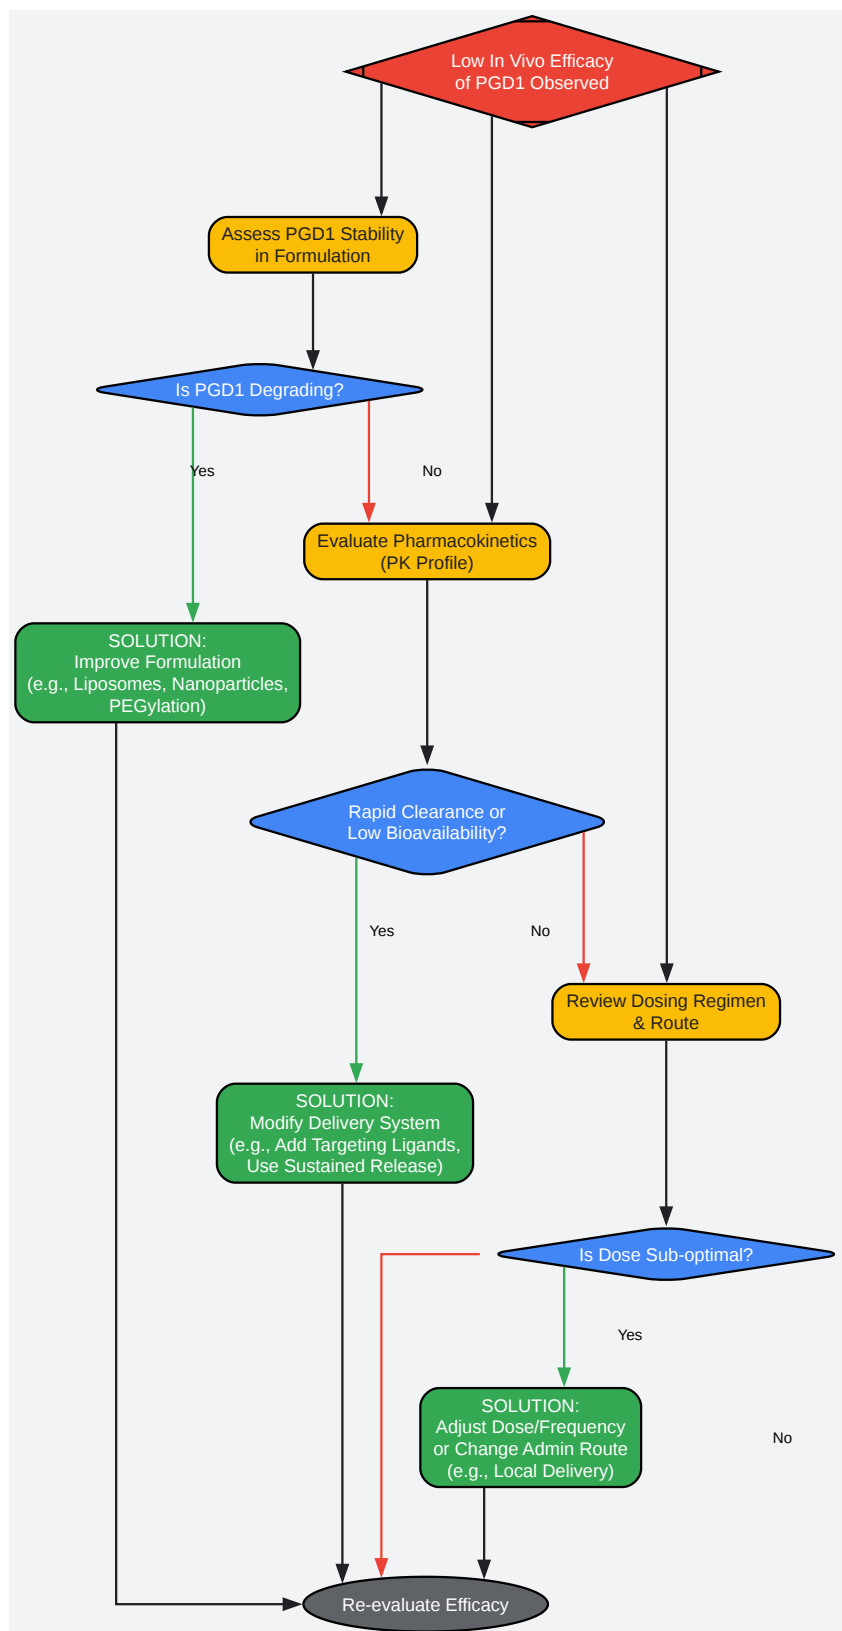 Low In Vivo Efficacy
of PGD1 Observed
Assess PGD1 Stability
in Formulation
Is PGD1 Degrading?
Yes
No
Evaluate Pharmacokinetics
(PK Profile)
SOLUTION:
Improve Formulation
(e.g., Liposomes, Nanoparticles,
PEGylation)
Rapid Clearance or
Low Bioavailability?
Yes
No
Review Dosing Regimen
& Route
SOLUTION:
Modify Delivery System
(e.g., Add Targeting Ligands,
Use Sustained Release)
Is Dose Sub-optimal?
Yes
SOLUTION:
Adjust Dose/Frequency
or Change Admin Route
(e.g., Local Delivery)
No
Re-evaluate Efficacy